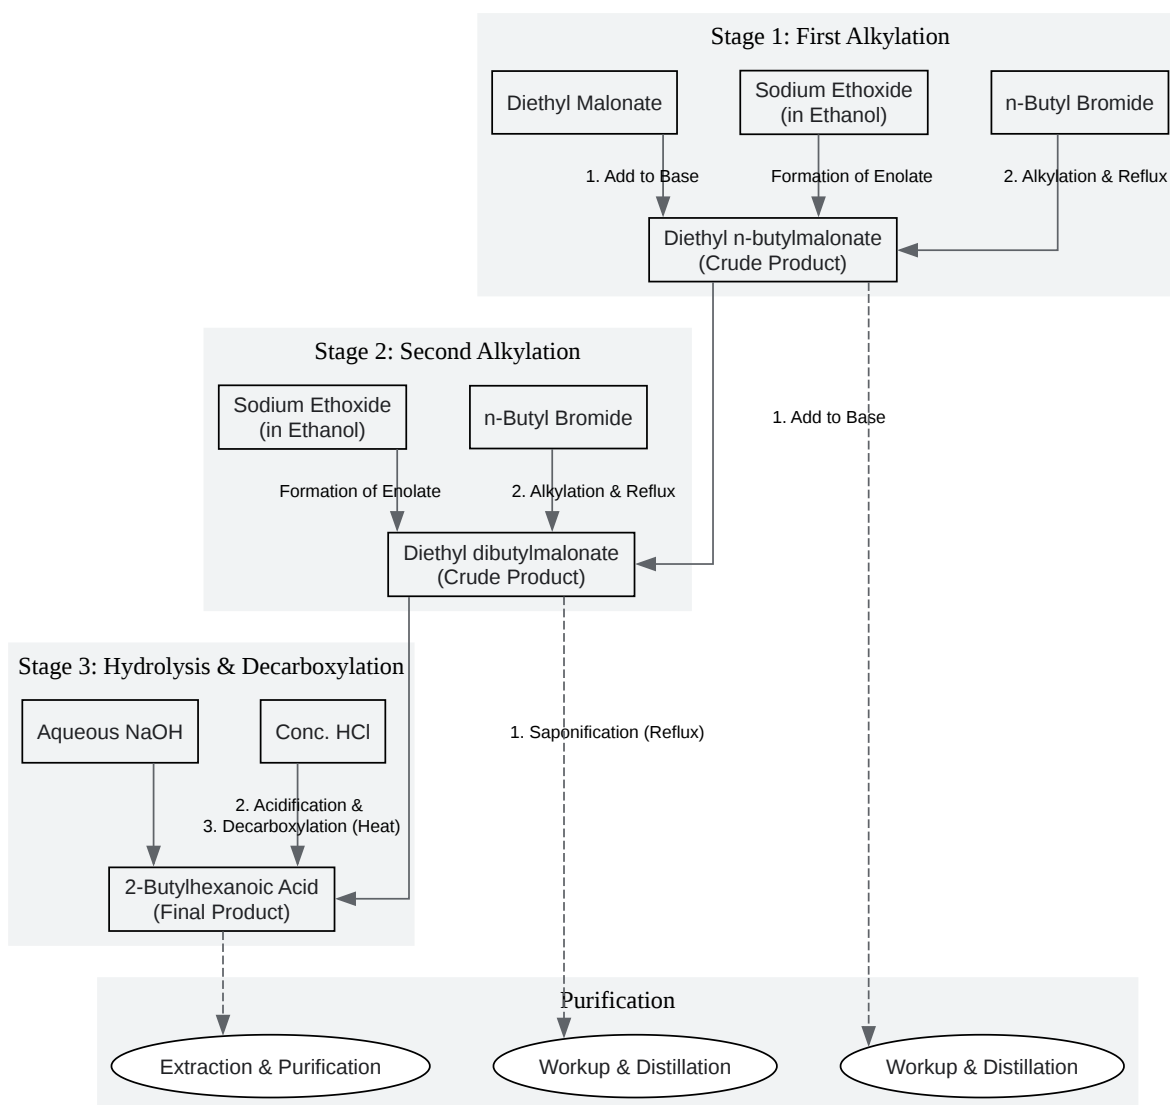 Stage 1: First Alkylation
Diethyl Malonate
Sodium Ethoxide
(in Ethanol)
n-Butyl Bromide
1. Add to Base
Formation of Enolate
2. Alkylation & Reflux
Diethyl n-butylmalonate
(Crude Product)
Stage 2: Second Alkylation
Sodium Ethoxide
(in Ethanol)
n-Butyl Bromide
1. Add to Base
Formation of Enolate
2. Alkylation & Reflux
Diethyl dibutylmalonate
(Crude Product)
Stage 3: Hydrolysis & Decarboxylation
Aqueous NaOH
Conc. HCl
1. Saponification (Reflux)
2. Acidification &
3. Decarboxylation (Heat)
2-Butylhexanoic Acid
(Final Product)
Purification
Extraction & Purification
Workup & Distillation
Workup & Distillation